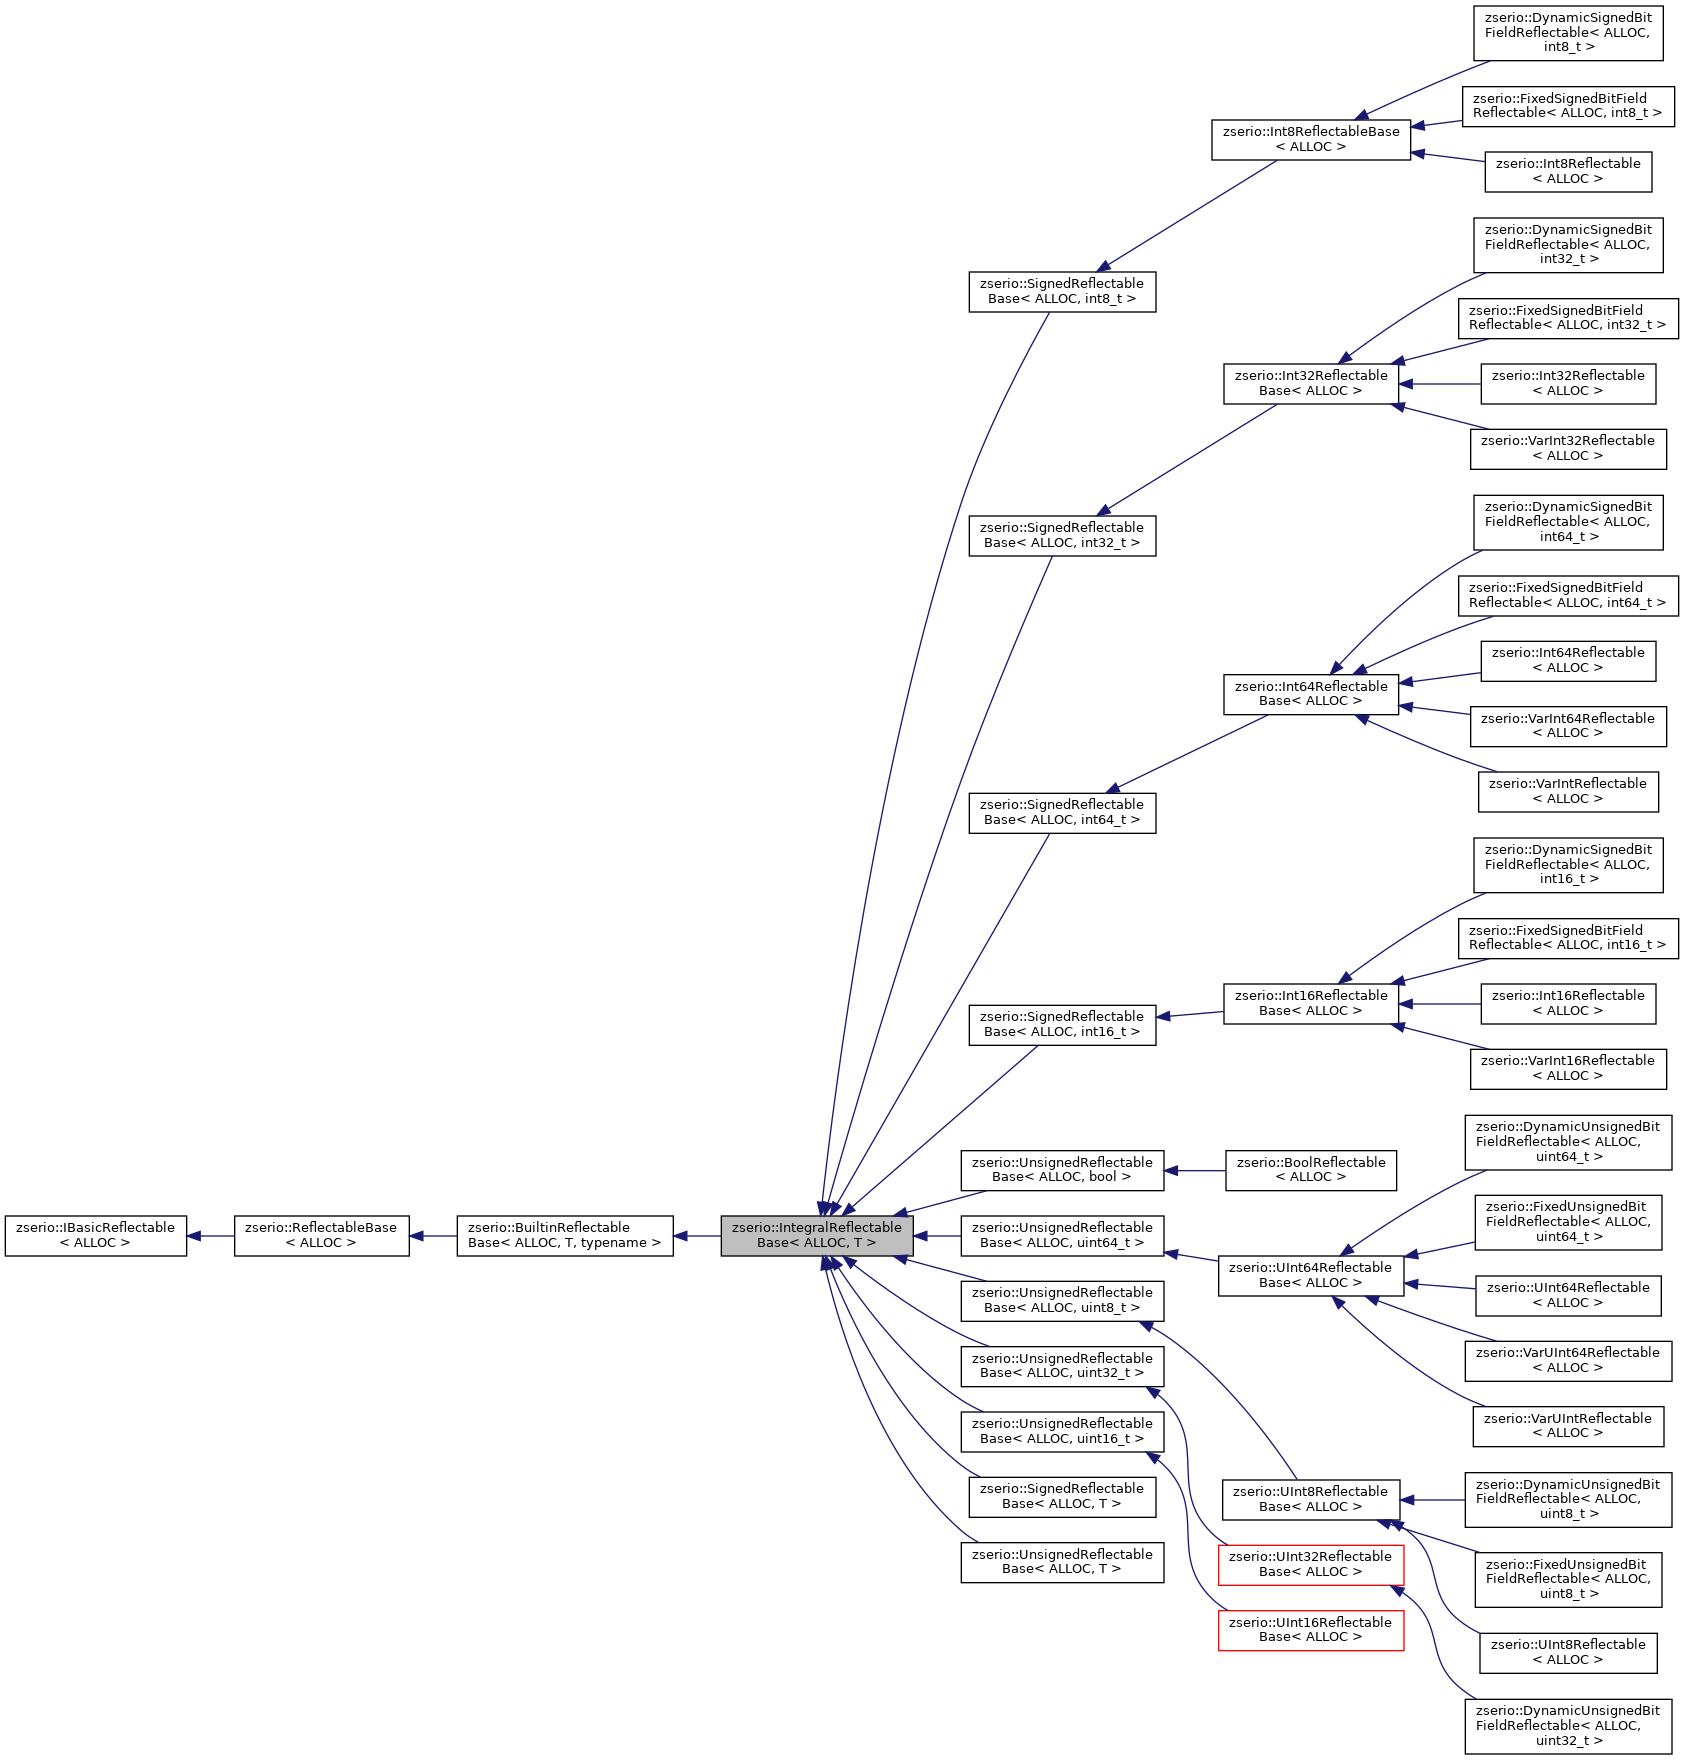 zserio::DynamicSignedBit
FieldReflectable< ALLOC,
int8_t >
zserio::FixedSignedBitField
Reflectable< ALLOC, int8_t >
zserio::Int8ReflectableBase
< ALLOC >
zserio::Int8Reflectable
< ALLOC >
zserio::DynamicSignedBit
FieldReflectable< ALLOC,
int32_t >
zserio::SignedReflectable
Base< ALLOC, int8_t >
zserio::FixedSignedBitField
Reflectable< ALLOC, int32_t >
zserio::Int32Reflectable
Base< ALLOC >
zserio::Int32Reflectable
< ALLOC >
zserio::VarInt32Reflectable
< ALLOC >
zserio::DynamicSignedBit
FieldReflectable< ALLOC,
int64_t >
zserio::SignedReflectable
Base< ALLOC, int32_t >
zserio::FixedSignedBitField
Reflectable< ALLOC, int64_t >
zserio::Int64Reflectable
< ALLOC >
zserio::Int64Reflectable
Base< ALLOC >
zserio::VarInt64Reflectable
< ALLOC >
zserio::VarIntReflectable
< ALLOC >
zserio::SignedReflectable
Base< ALLOC, int64_t >
zserio::DynamicSignedBit
FieldReflectable< ALLOC,
int16_t >
zserio::FixedSignedBitField
Reflectable< ALLOC, int16_t >
zserio::Int16Reflectable
Base< ALLOC >
zserio::Int16Reflectable
< ALLOC >
zserio::SignedReflectable
Base< ALLOC, int16_t >
zserio::VarInt16Reflectable
< ALLOC >
zserio::DynamicUnsignedBit
FieldReflectable< ALLOC,
uint64_t >
zserio::UnsignedReflectable
Base< ALLOC, bool >
zserio::BoolReflectable
< ALLOC >
zserio::FixedUnsignedBit
FieldReflectable< ALLOC,
uint64_t >
zserio::IBasicReflectable
< ALLOC >
zserio::ReflectableBase
< ALLOC >
zserio::BuiltinReflectable
Base< ALLOC, T, typename >
zserio::IntegralReflectable
Base< ALLOC, T >
zserio::UnsignedReflectable
Base< ALLOC, uint64_t >
zserio::UInt64Reflectable
Base< ALLOC >
zserio::UInt64Reflectable
< ALLOC >
zserio::UnsignedReflectable
Base< ALLOC, uint8_t >
zserio::VarUInt64Reflectable
< ALLOC >
zserio::UnsignedReflectable
Base< ALLOC, uint32_t >
zserio::VarUIntReflectable
< ALLOC >
zserio::UnsignedReflectable
Base< ALLOC, uint16_t >
zserio::DynamicUnsignedBit
FieldReflectable< ALLOC,
uint8_t >
zserio::SignedReflectable
Base< ALLOC, T >
zserio::UInt8Reflectable
Base< ALLOC >
zserio::UnsignedReflectable
Base< ALLOC, T >
zserio::UInt32Reflectable
Base< ALLOC >
zserio::FixedUnsignedBit
FieldReflectable< ALLOC,
uint8_t >
zserio::UInt16Reflectable
Base< ALLOC >
zserio::UInt8Reflectable
< ALLOC >
zserio::DynamicUnsignedBit
FieldReflectable< ALLOC,
uint32_t >